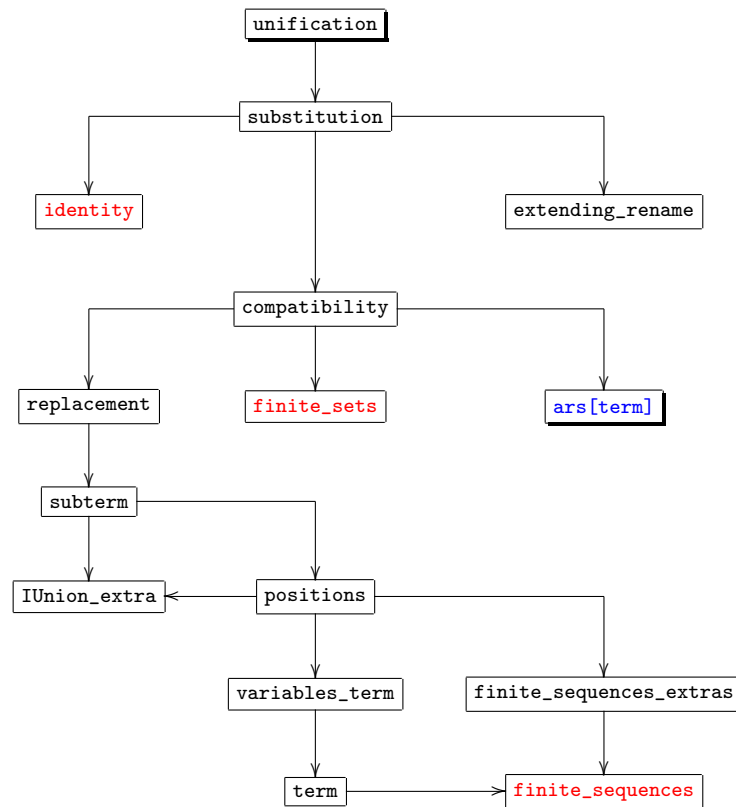 unification
substitution
identity
extending_rename
compatibility
replacement
finite_sets
ars[term]
subterm
IUnion_extra
positions
variables_term
finite_sequences_extras
term
finite_sequences